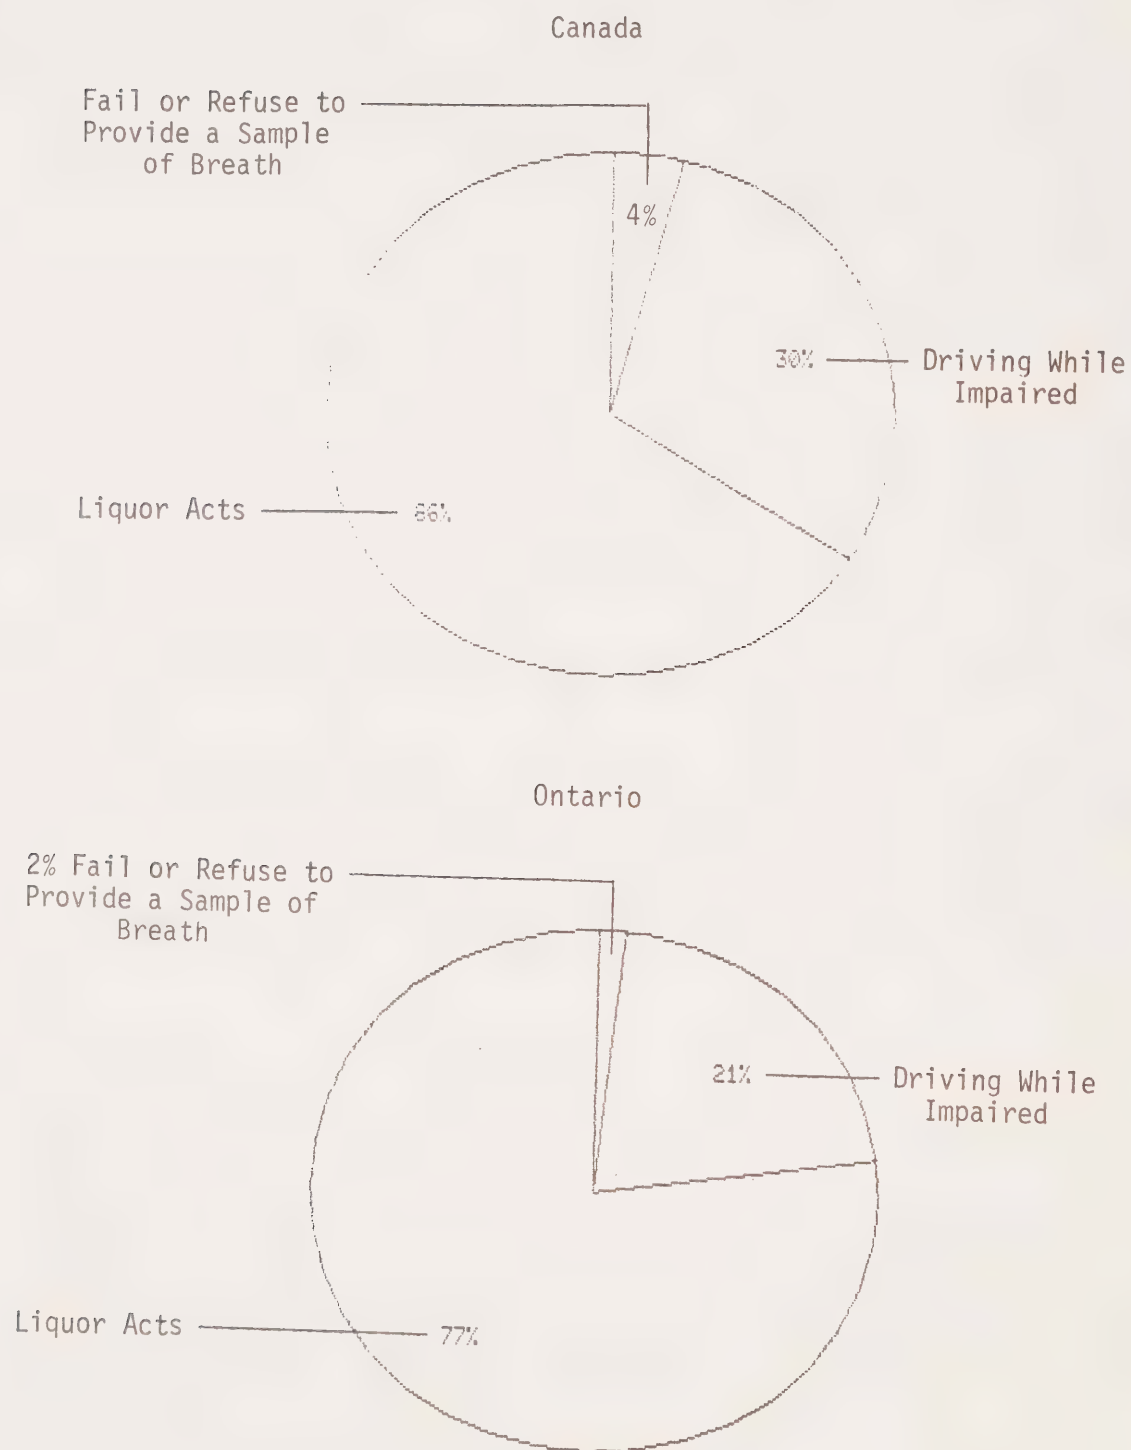 Canada
Fail or Refuse to
Provide a Sample
of Breath
4%
30%
Driving While
Impaired
Liquor Acts
66%
Ontario
2% Fail or Refuse to
Provide a Sample of
Breath
21%
Driving While
Impaired
Liquor Acts
77%